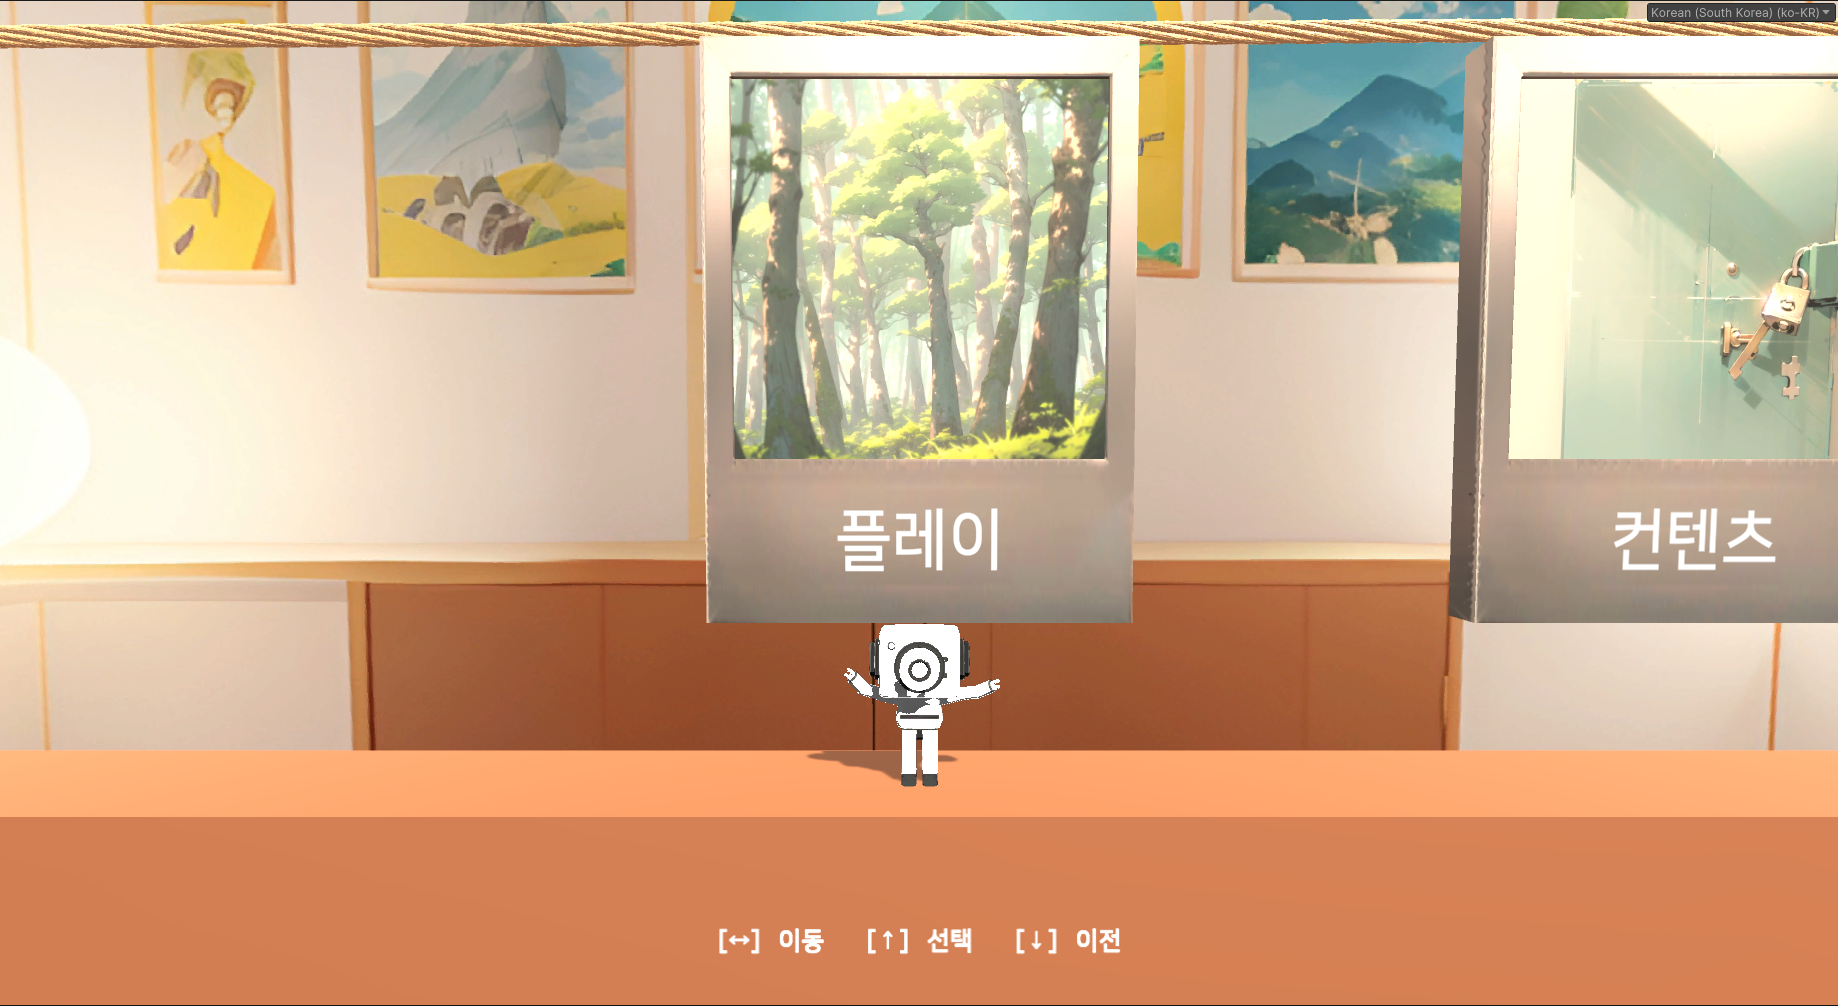 Korean (South Korea) (ko-KR)
플레이
컨텐츠
[↔] 이동 [↑] 선택 [↓] 이전